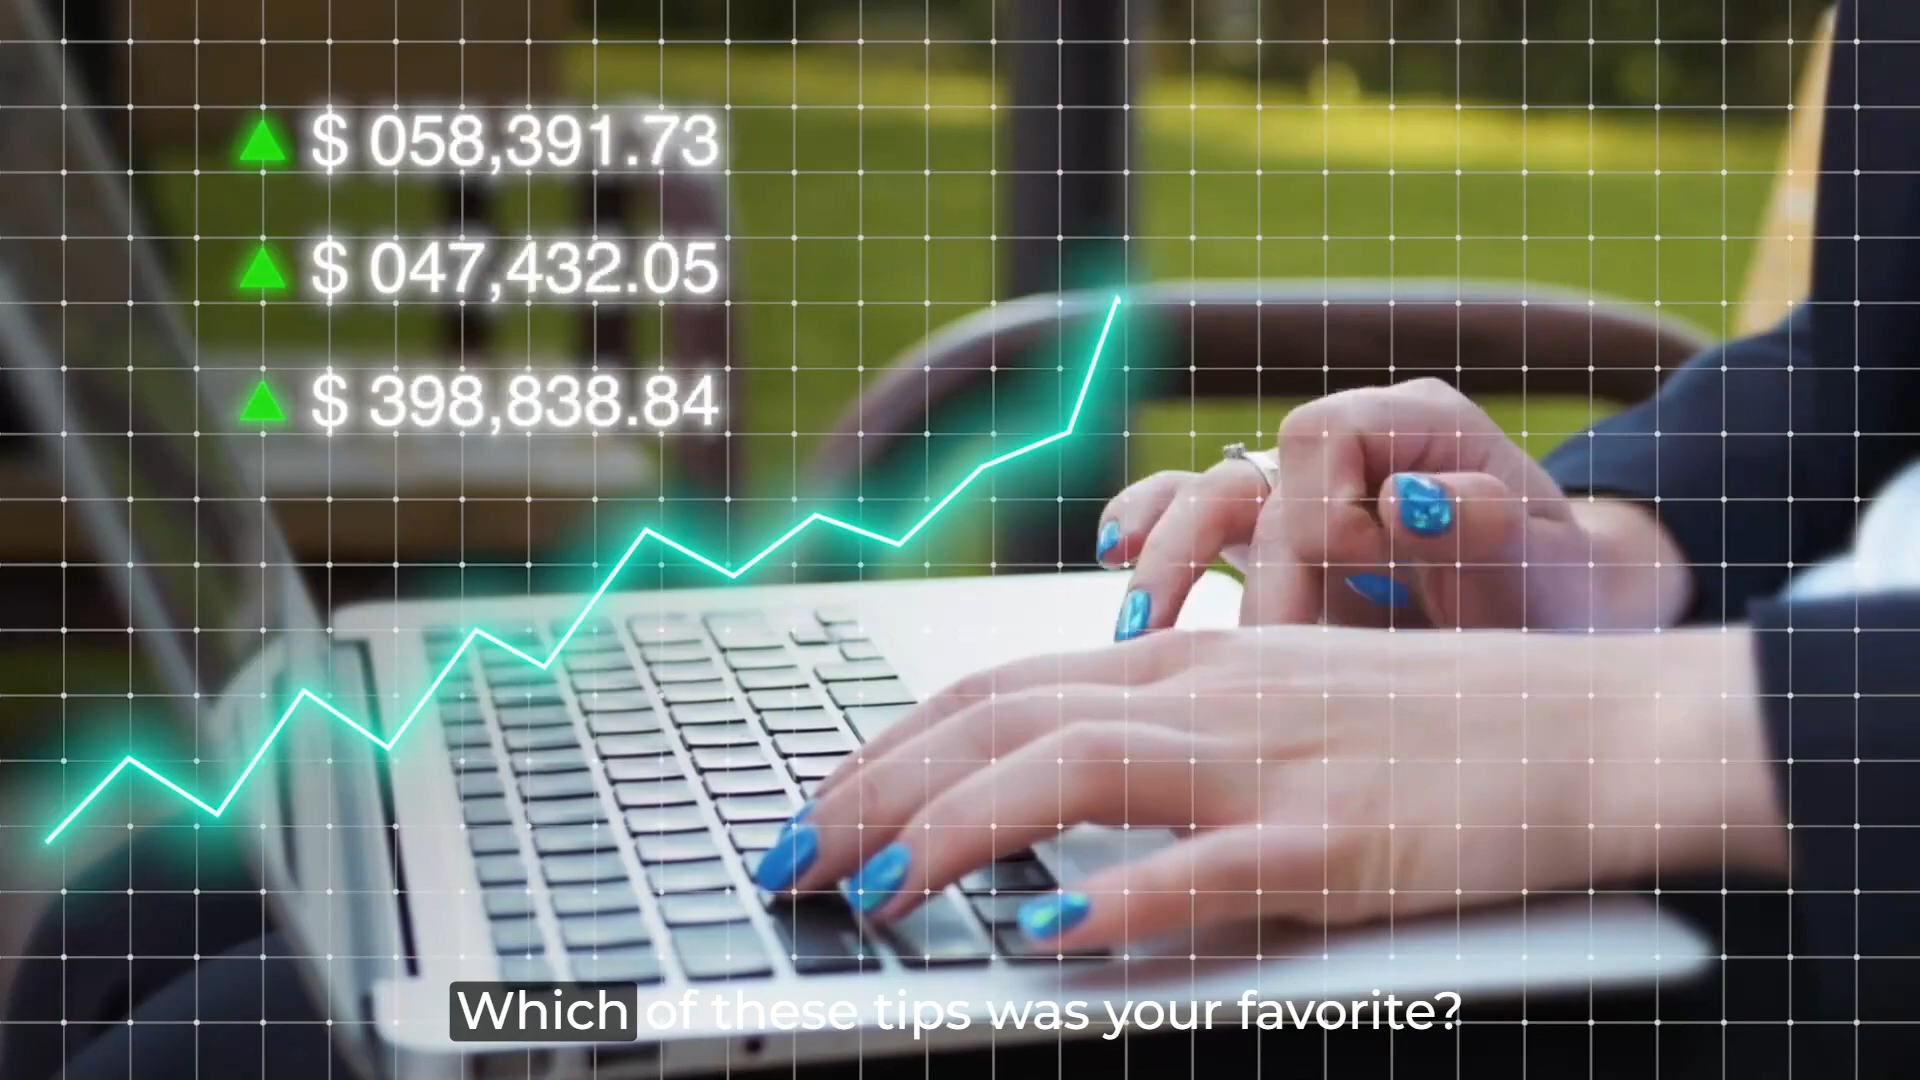 $ 058,391.73
$ 047,432.05
$ 398,838.84
Which of these tips was your favorite?